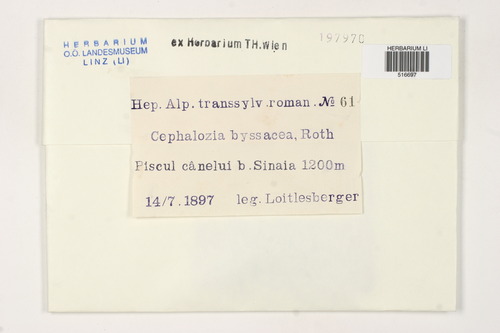 HERBARIUM
O.Ö. LANDESMUSEUM
LINZ (LI)
ex Herbarium TH.Wien
197970
HERBARIUM LI
516697
Hep. Alp. transsylv.roman. № 61
Cephalozia byssacea, Roth
Piscul cânelui b. Sinaia 1200m
14/7.1897 leg. Loitlesberger